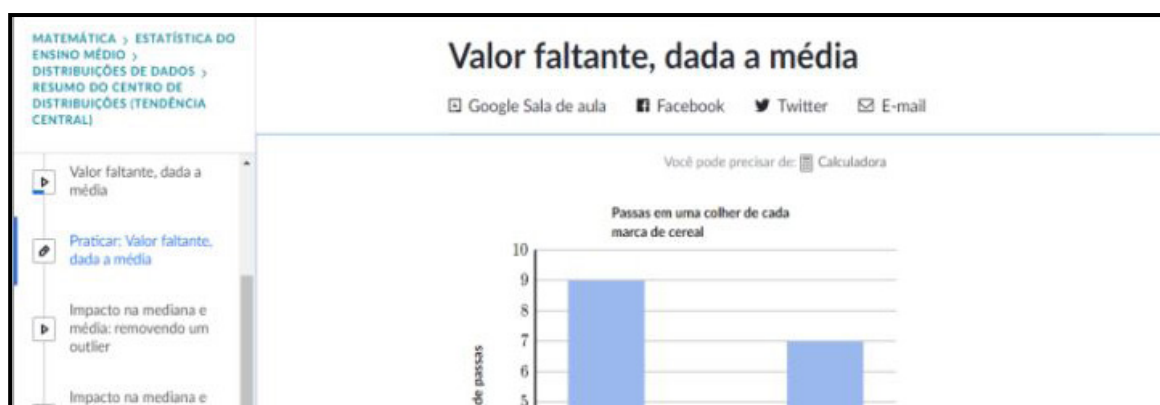 MATEMÁTICA > ESTATÍSTICA DO
ENSINO MÉDIO >
DISTRIBUIÇÕES DE DADOS >
RESUMO DO CENTRO DE
DISTRIBUIÇÕES (TENDÊNCIA
CENTRAL)
Valor faltante, dada a
média
Praticar: Valor faltante,
dada a média
Impacto na mediana e
média: removendo um
outlier
Impacto na mediana e
Valor faltante, dada a média
Google Sala de aula Facebook Twitter E-mail
Você pode precisar de: Calculadora
Passas em uma colher de cada
marca de cereal
10
9
8
7
6
5
de passas